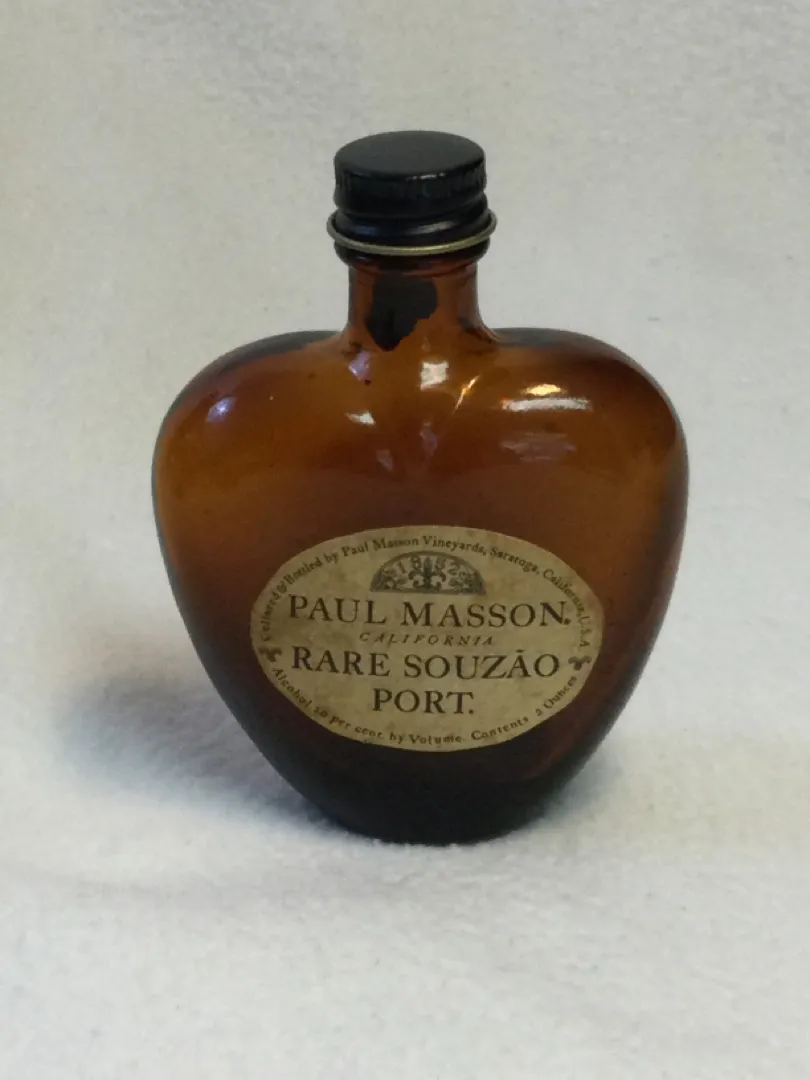 Cellared & Bottled by Paul Masson Vineyards, Saratoga, California, U.S.A.
1852
PAUL MASSON.
CALIFORNIA
RARE SOUZÃO
PORT.
Alcohol 20 per cent. by Volume. Contents 2 Ounces